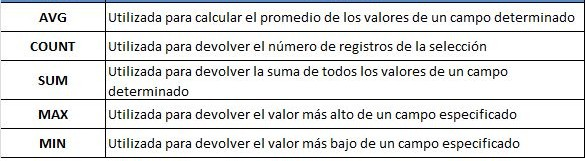 AVG Utilizada para calcular el promedio de los valores de un campo determinado
COUNT Utilizada para devolver el número de registros de la selección
SUM Utilizada para devolver la suma de todos los valores de un campo
determinado
MAX Utilizada para devolver el valor más alto de un campo especificado
MIN Utilizada para devolver el valor más bajo de un campo especificado